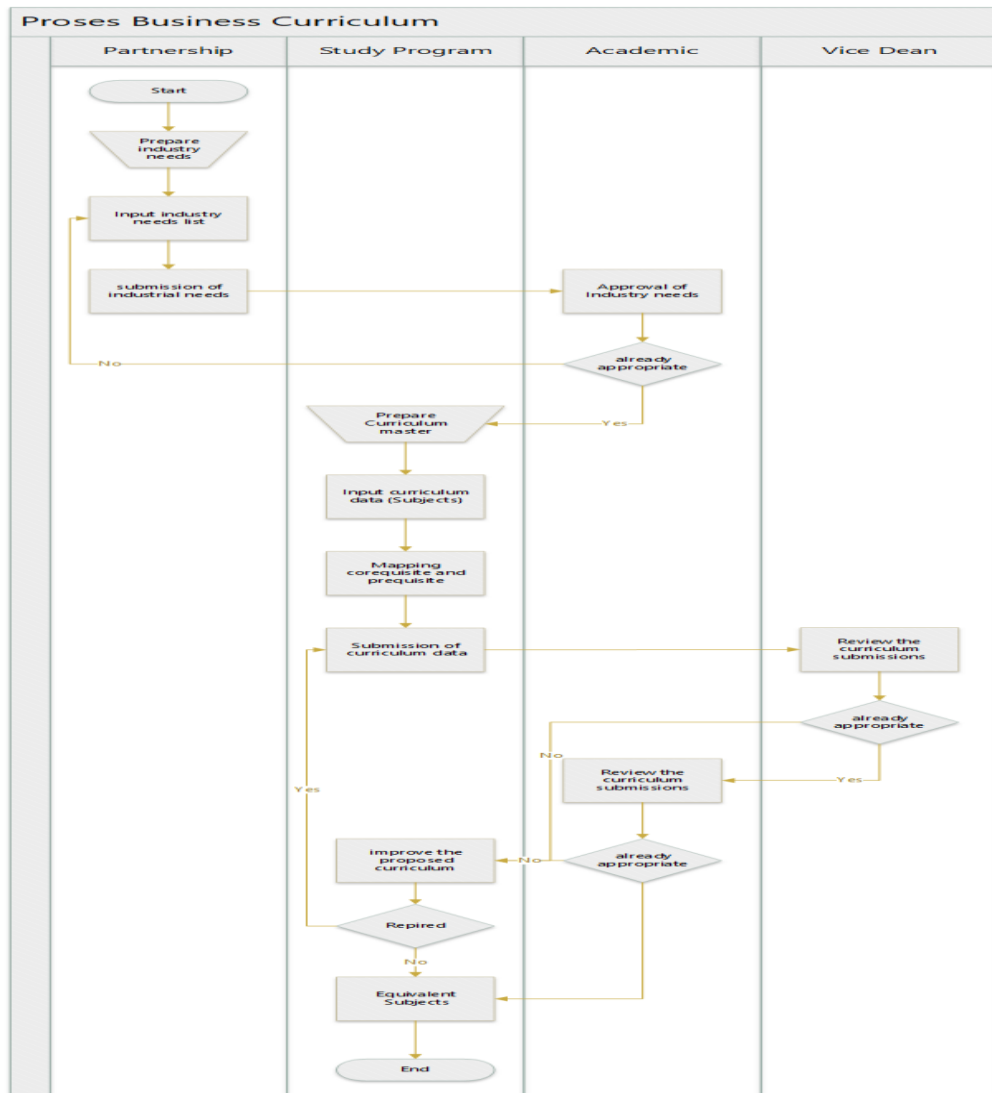 Proses Business Curriculum
Partnership
Study Program
Academic
Vice Dean
Start
Prepare
industry
needs
Input industry
needs list
submission of
industrial needs
Approval of
Industry needs
already
appropriate
No
Yes
Prepare
Curriculum
master
Input curriculum
data (Subjects)
Mapping
corequisite and
prequisite
Submission of
curriculum data
Review the
curriculum
submissions
already
appropriate
No
Yes
Review the
curriculum
submissions
already
appropriate
No
improve the
proposed
curriculum
Repired
Yes
No
Equivalent
Subjects
End